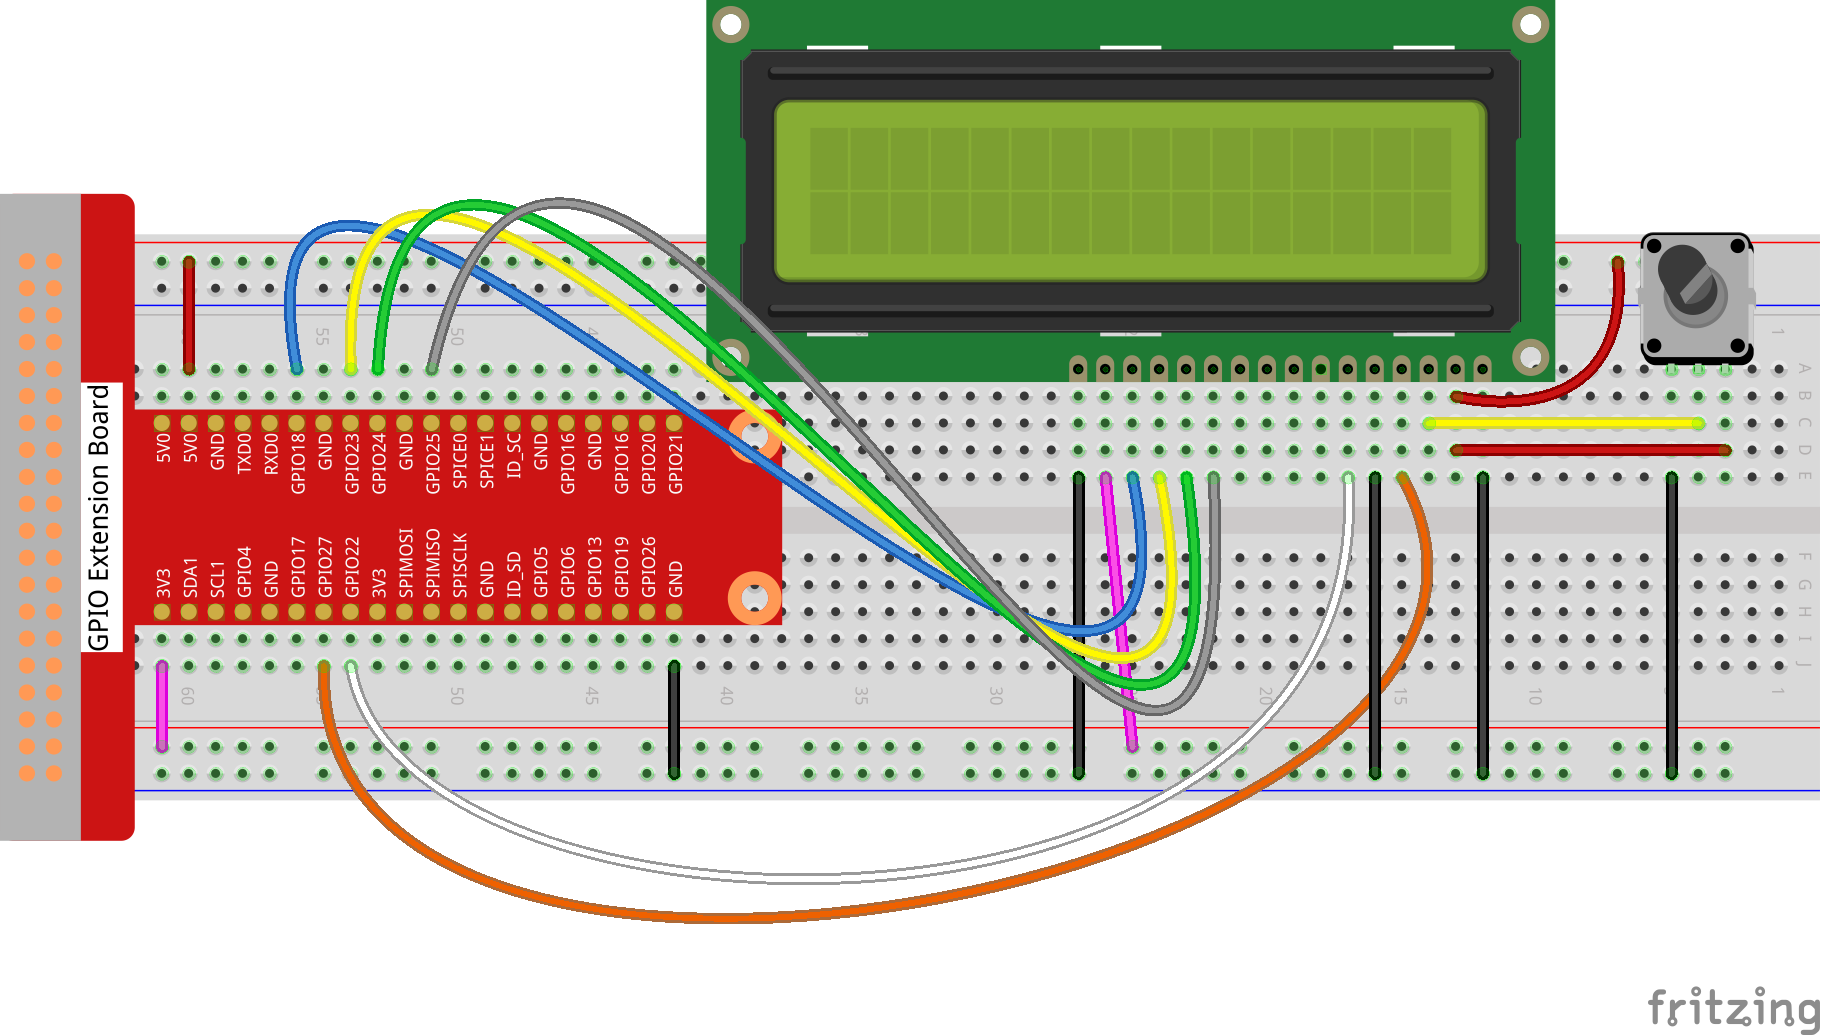 GPIO Extension Board
5V0
5V0
GND
TXD0
RXD0
GPIO18
GND
GPIO23
GPIO24
GND
GPIO25
SPICE0
SPICE1
ID_SC
GND
GPIO16
GND
GPIO16
GPIO20
GPIO21
3V3
SDA1
SCL1
GPIO4
GND
GPIO17
GPIO27
GPIO22
3V3
SPIMOSI
SPIMISO
SPISCLK
GND
ID_SD
GPIO5
GPIO6
GPIO13
GPIO19
GPIO26
GND
55
50
1
A
B
C
D
E
F
G
H
I
J
60
50
45
40
35
30
20
15
10
1
fritzing